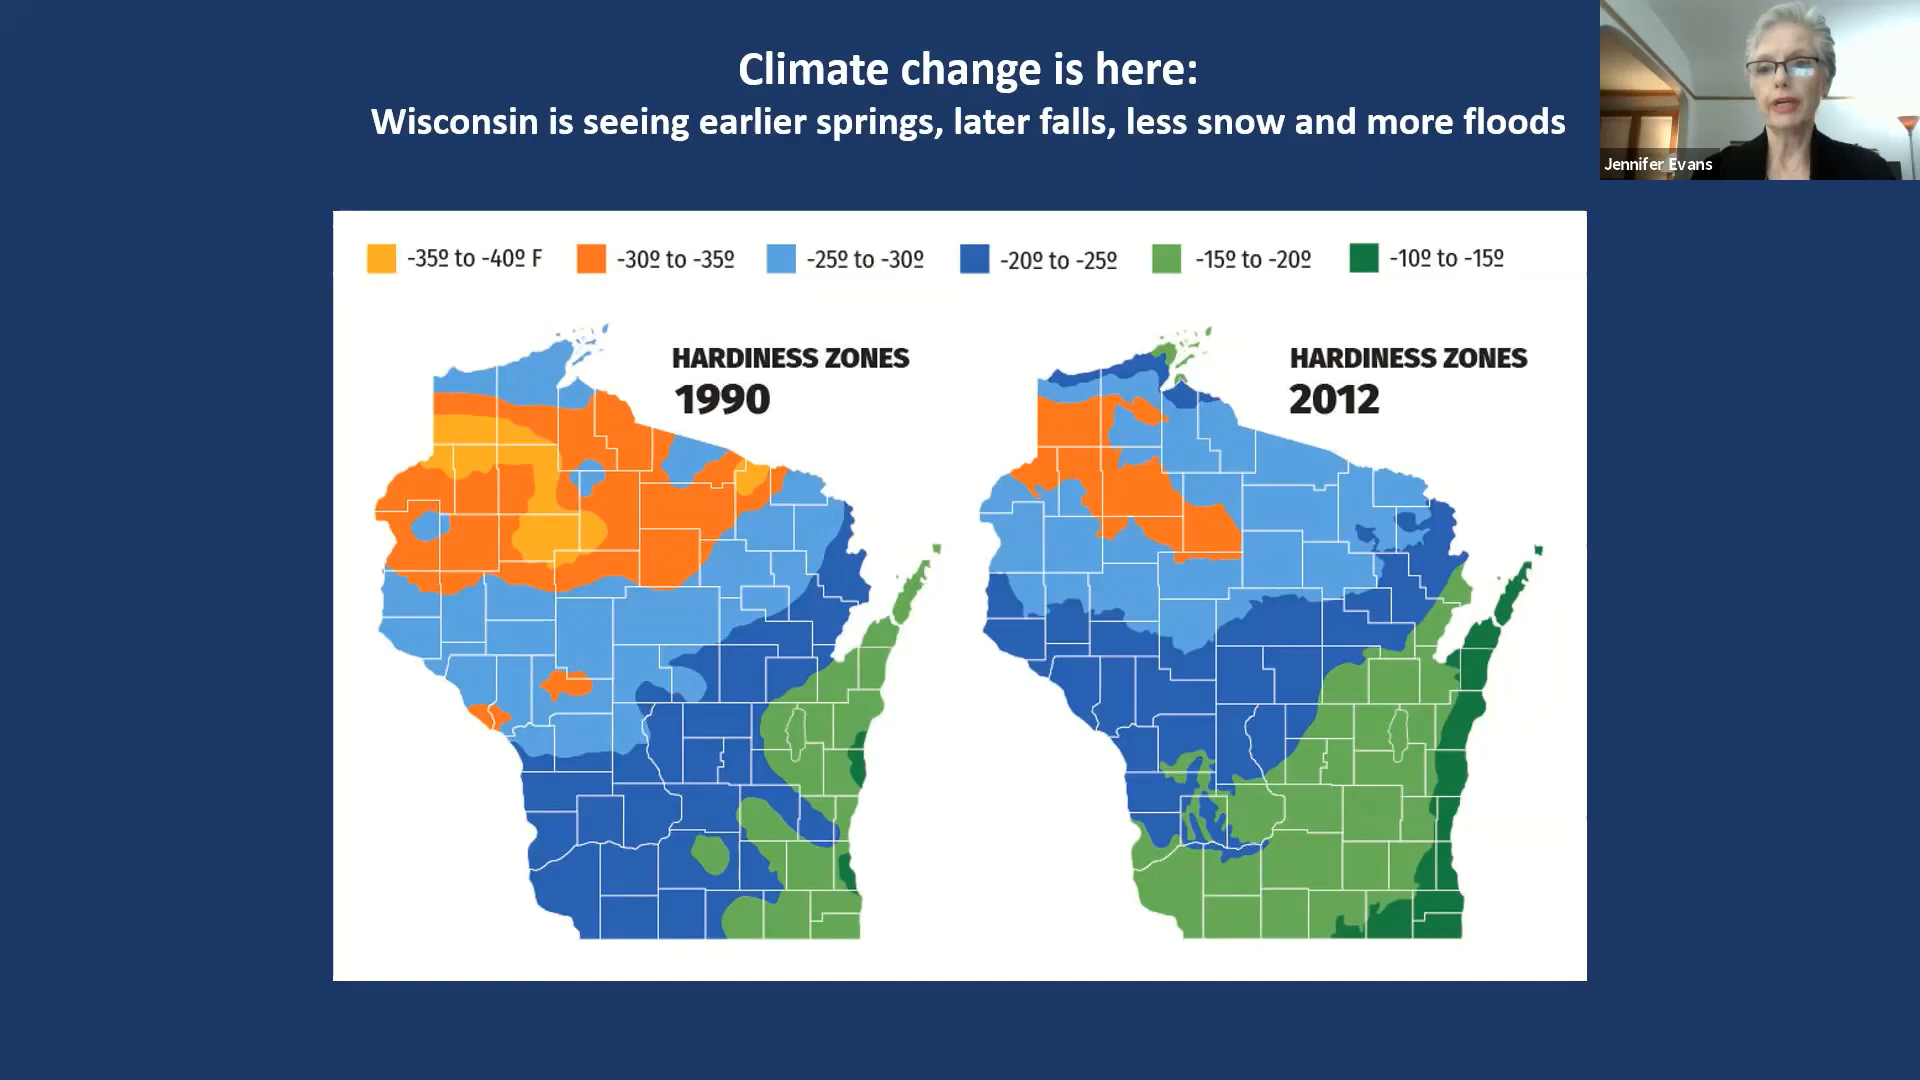 Climate change is here:
Wisconsin is seeing earlier springs, later falls, less snow and more floods
Jennifer Evans
-35º to -40º F
-30º to -35º
-25º to -30º
-20º to -25º
-15º to -20º
-10º to -15º
HARDINESS ZONES
1990
HARDINESS ZONES
2012